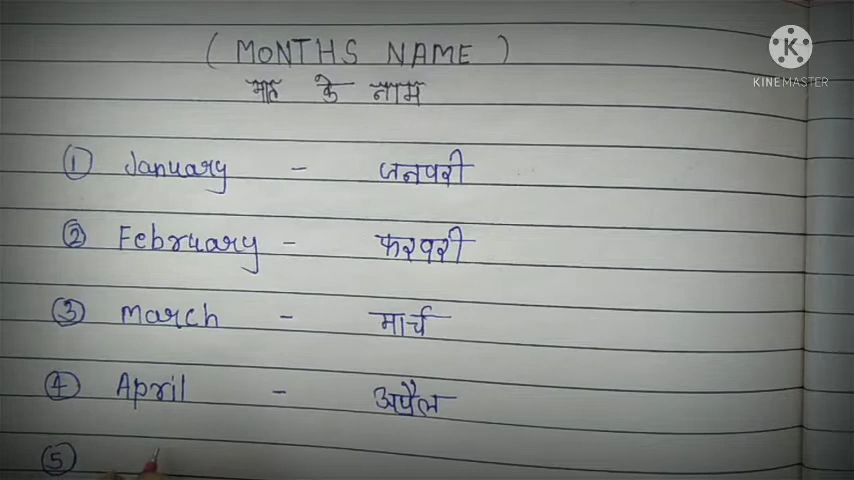 ( MONTHS NAME )
माह के नाम
① January - जनवरी
② February - फरवरी
③ March - मार्च
④ April - अप्रैल
⑤
K
KINEMASTER